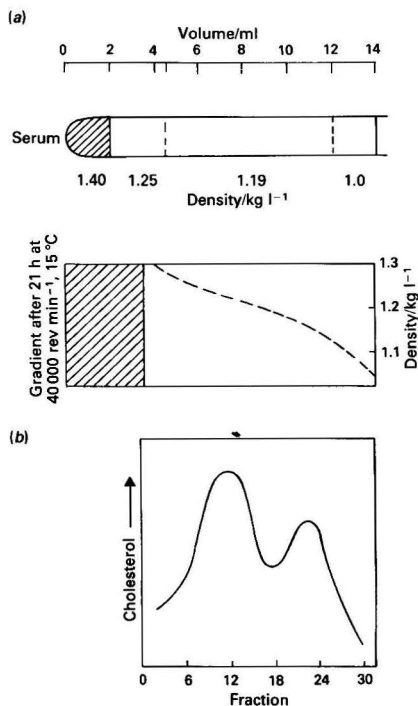 (a)
Volume/ml
0 2 4 6 8 10 12 14
Serum
1.40 1.25 1.19 1.0
Density/kg l⁻¹
Gradient after 21 h at
40 000 rev min⁻¹, 15 °C
1.3
1.2
1.1
Density/kg l⁻¹
(b)
Cholesterol
0 6 12 18 24 30
Fraction